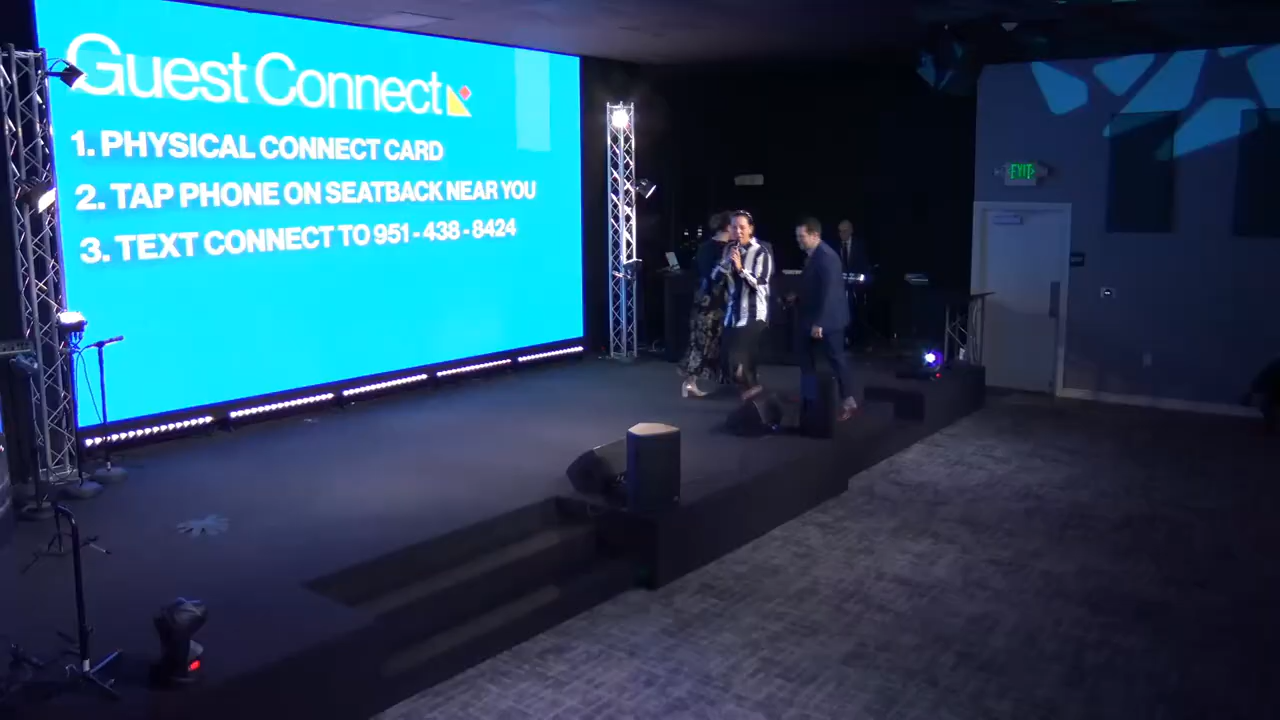 Guest Connect
1. PHYSICAL CONNECT CARD
2. TAP PHONE ON SEATBACK NEAR YOU
3. TEXT CONNECT TO 951-438-8424
EXIT